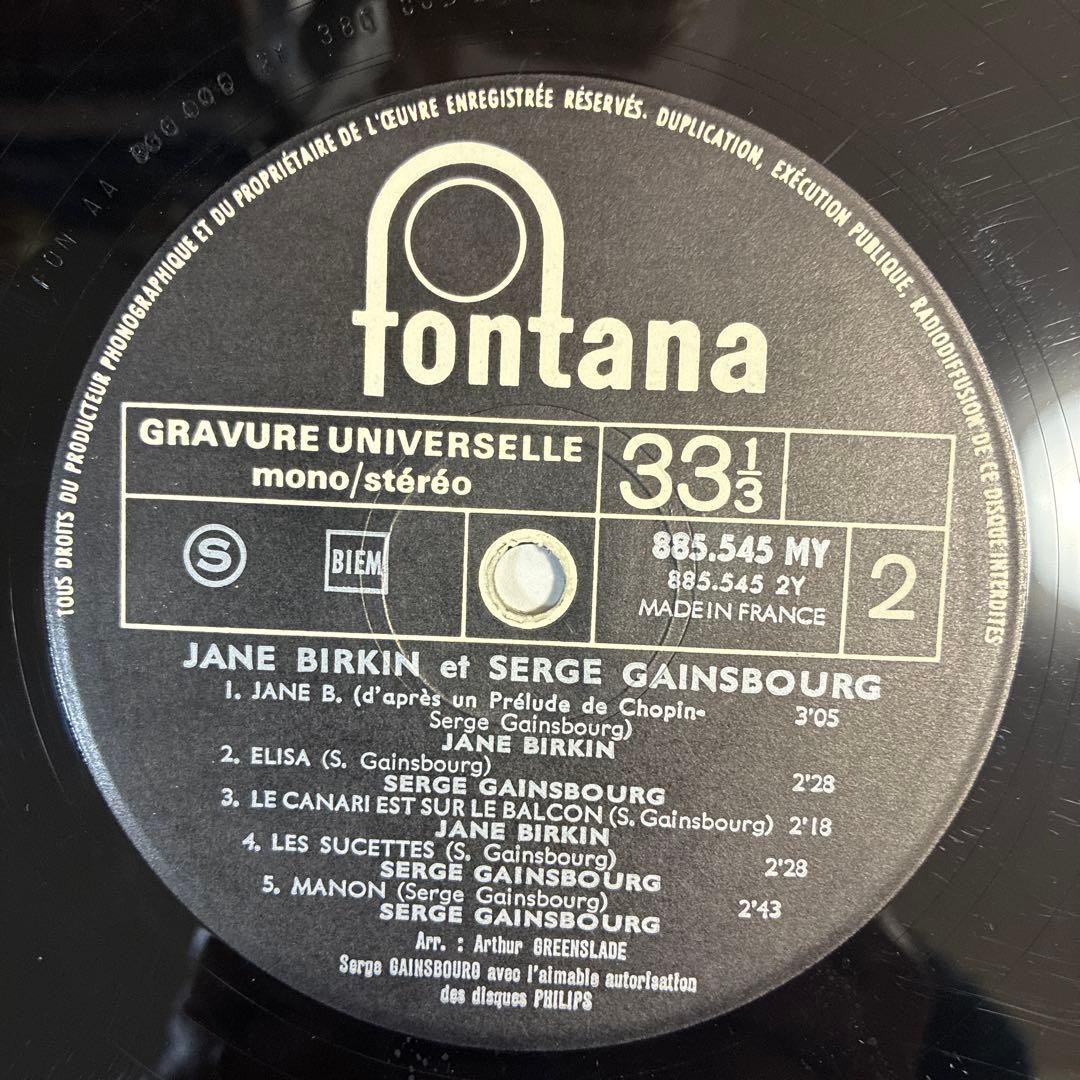 TOUS DROITS DU PRODUCTEUR PHONOGRAPHIQUE ET DU PROPRIÉTAIRE DE L'ŒUVRE ENREGISTRÉE RÉSERVÉS. DUPLICATION, EXÉCUTION PUBLIQUE, RADIODIFFUSION DE CE DISQUE INTERDITES
fontana
GRAVURE UNIVERSELLE
mono/stéréo
33 1/3
S
BIEM
885.545 MY
885.545 2Y
MADE IN FRANCE
2
JANE BIRKIN et SERGE GAINSBOURG
1. JANE B. (d'après un Prélude de Chopin- 3'05
Serge Gainsbourg)
JANE BIRKIN
2. ELISA (S. Gainsbourg) 2'28
SERGE GAINSBOURG
3. LE CANARI EST SUR LE BALCON (S. Gainsbourg) 2'18
JANE BIRKIN
4. LES SUCETTES (S. Gainsbourg) 2'28
SERGE GAINSBOURG
5. MANON (Serge Gainsbourg) 2'43
SERGE GAINSBOURG
Arr. : Arthur GREENSLADE
Serge GAINSBOURG avec l'aimable autorisation
des disques PHILIPS